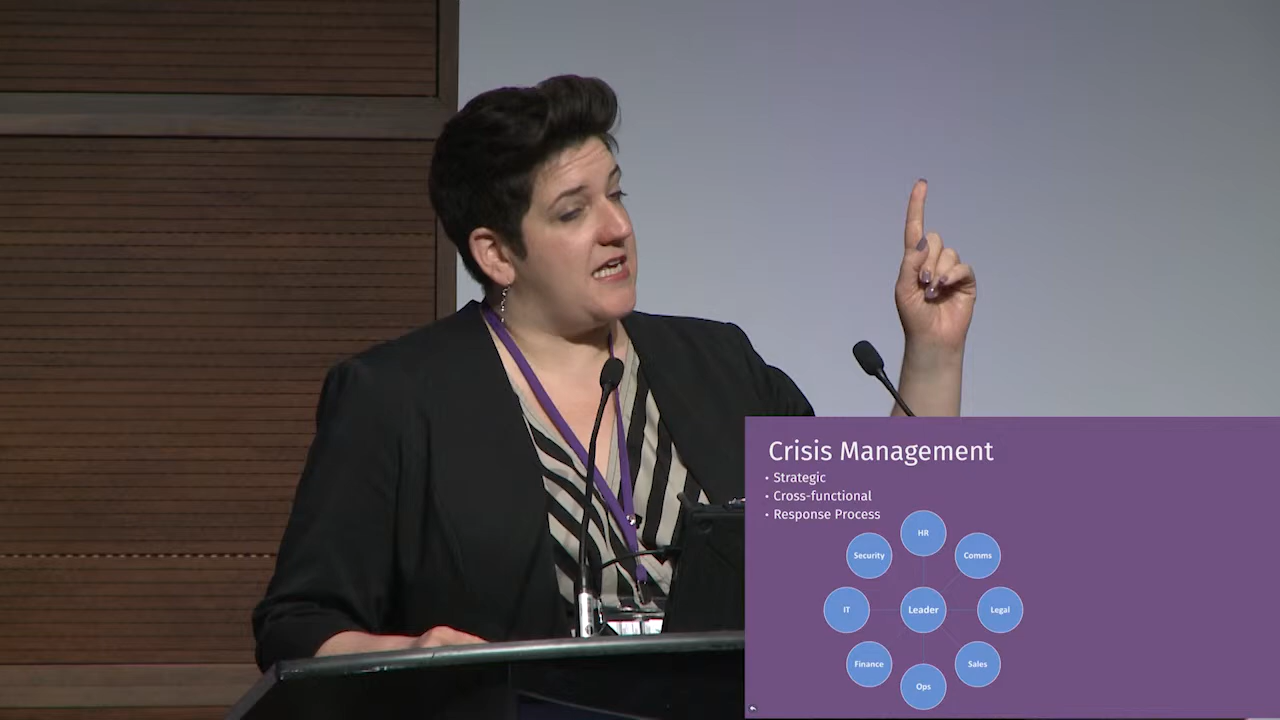 Crisis Management
• Strategic
• Cross-functional
• Response Process
HR
Security
Comms
IT
Leader
Legal
Finance
Sales
Ops